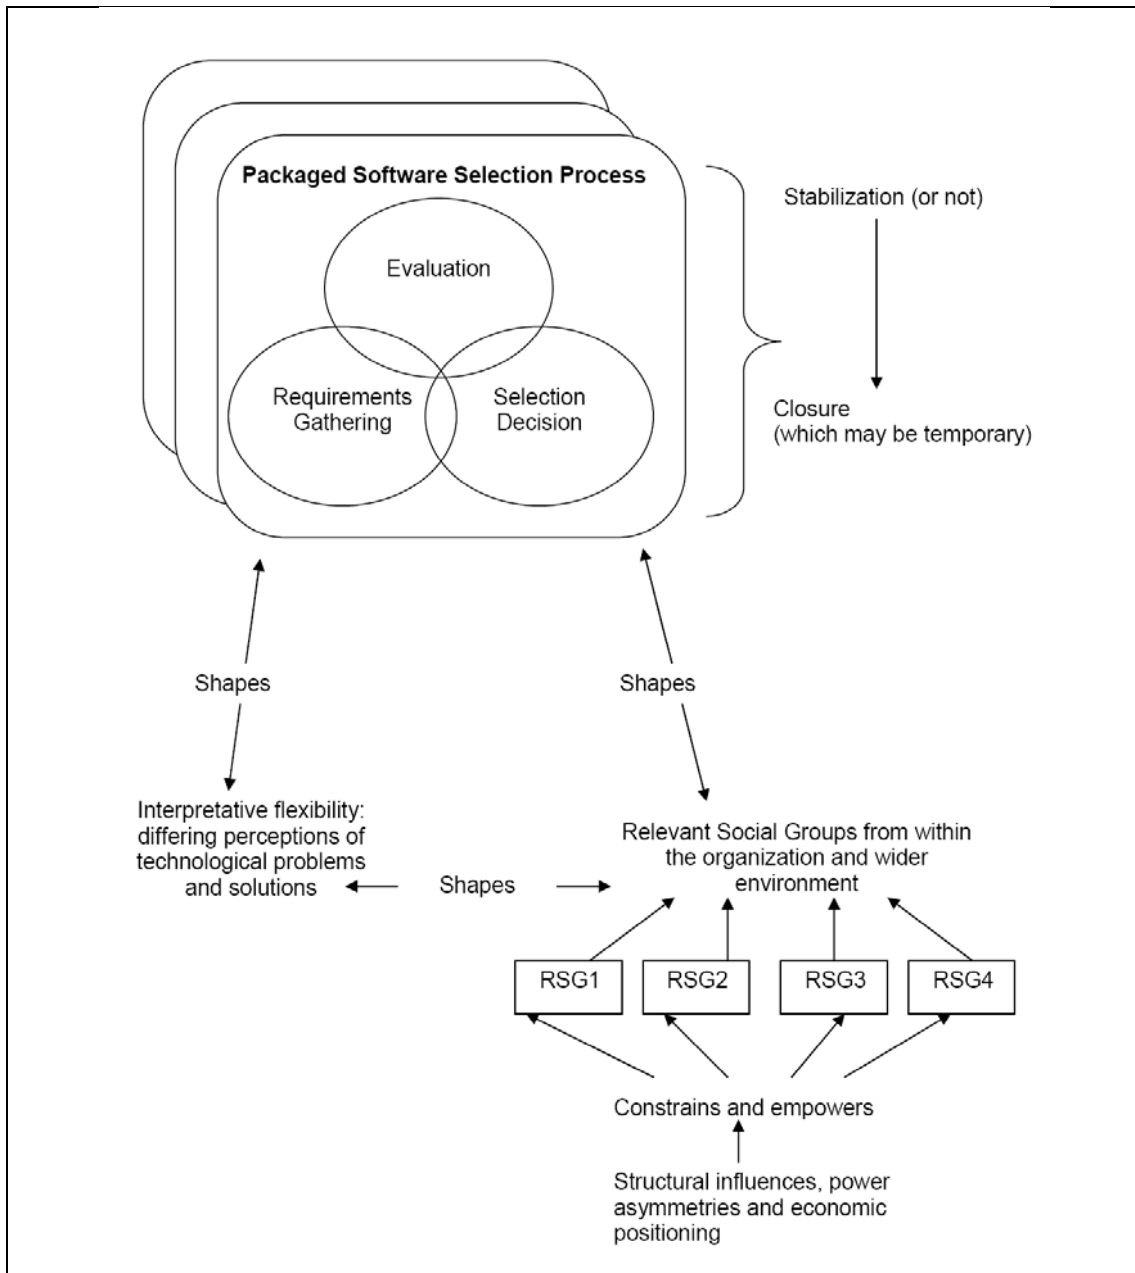 Packaged Software Selection Process
Evaluation
Requirements
Gathering
Selection
Decision
Stabilization (or not)
Closure
(which may be temporary)
Shapes
Shapes
Interpretative flexibility:
differing perceptions of
technological problems
and solutions
Shapes
Relevant Social Groups from within
the organization and wider
environment
RSG1
RSG2
RSG3
RSG4
Constrains and empowers
Structural influences, power
asymmetries and economic
positioning